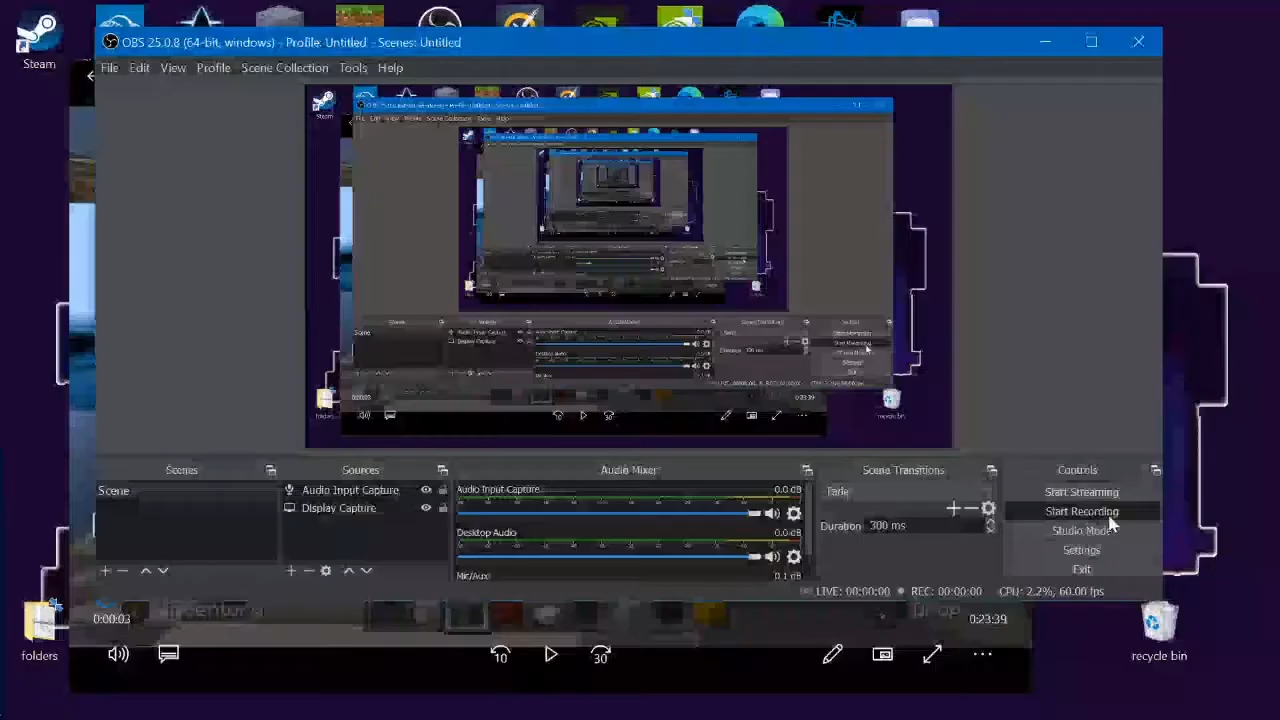 Steam
OBS 25.0.8 (64-bit, windows) - Profile: Untitled - Scenes: Untitled
File Edit View Profile Scene Collection Tools Help
Scenes Sources Audio Mixer Scene Transitions Controls
Scene Audio Input Capture Audio Input Capture 0.0 dB Fade Start Streaming
Display Capture Start Recording
Desktop Audio 0.0 dB Duration 300 ms Studio Mode
Settings
Mic/Aux 0.1 dB Exit
LIVE: 00:00:00 REC: 00:00:00 CPU: 2.2%, 60.00 fps
0:00:03 Inventory Drop 0:23:39
10 30
folders recycle bin